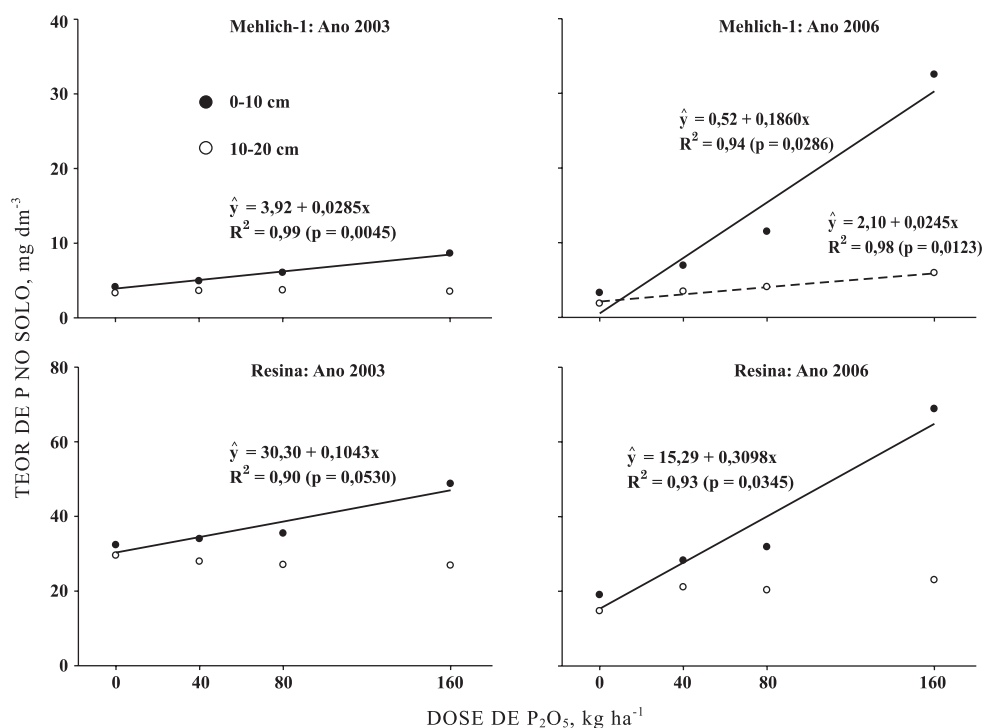 Mehlich-1: Ano 2003
40
30
20
10
0
0-10 cm
10-20 cm
ŷ = 3,92 + 0,0285x
R² = 0,99 (p = 0,0045)
Mehlich-1: Ano 2006
ŷ = 0,52 + 0,1860x
R² = 0,94 (p = 0,0286)
ŷ = 2,10 + 0,0245x
R² = 0,98 (p = 0,0123)
TEOR DE P NO SOLO, mg dm⁻³
Resina: Ano 2003
80
60
40
20
0
ŷ = 30,30 + 0,1043x
R² = 0,90 (p = 0,0530)
0 40 80 160
Resina: Ano 2006
ŷ = 15,29 + 0,3098x
R² = 0,93 (p = 0,0345)
0 40 80 160
DOSE DE P₂O₅, kg ha⁻¹